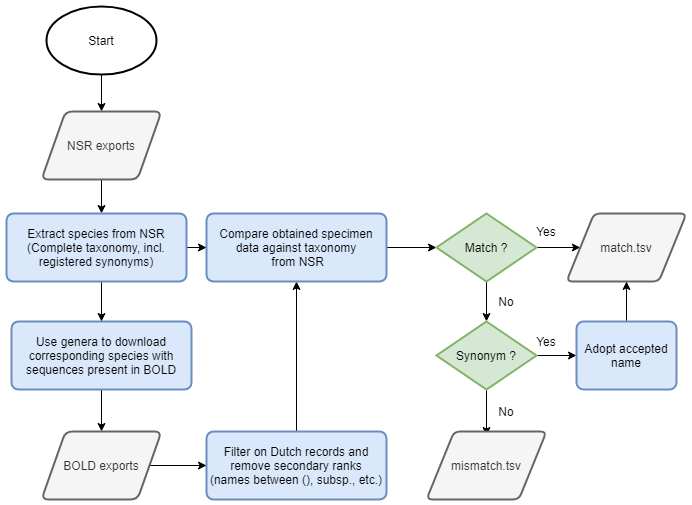 Start
NSR exports
Extract species from NSR
(Complete taxonomy, incl.
registered synonyms)
Compare obtained specimen
data against taxonomy
from NSR
Match ?
Yes
match.tsv
No
Use genera to download
corresponding species with
sequences present in BOLD
Synonym ?
Yes
Adopt accepted
name
No
BOLD exports
Filter on Dutch records and
remove secondary ranks
(names between (), subsp., etc.)
mismatch.tsv